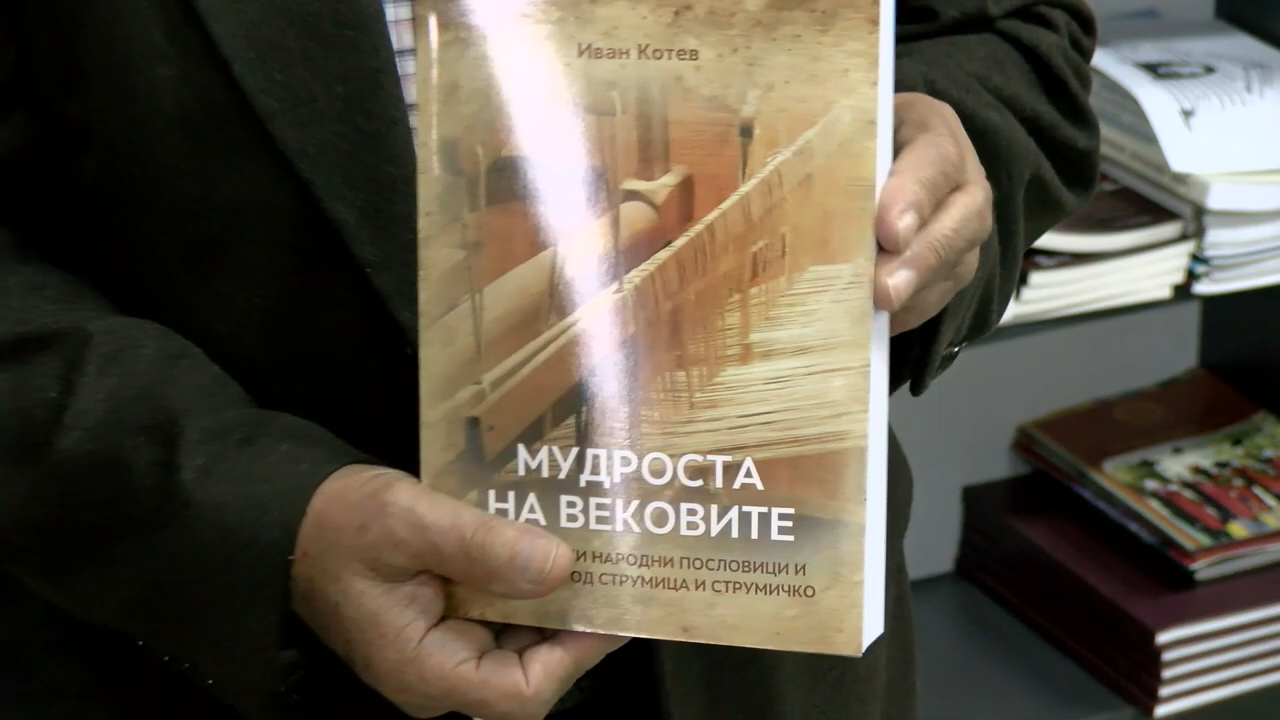 Иван Котев
МУДРОСТА
НА ВЕКОВИТЕ
НАРОДНИ ПОСЛОВИЦИ И
ОД СТРУМИЦА И СТРУМИЧКО